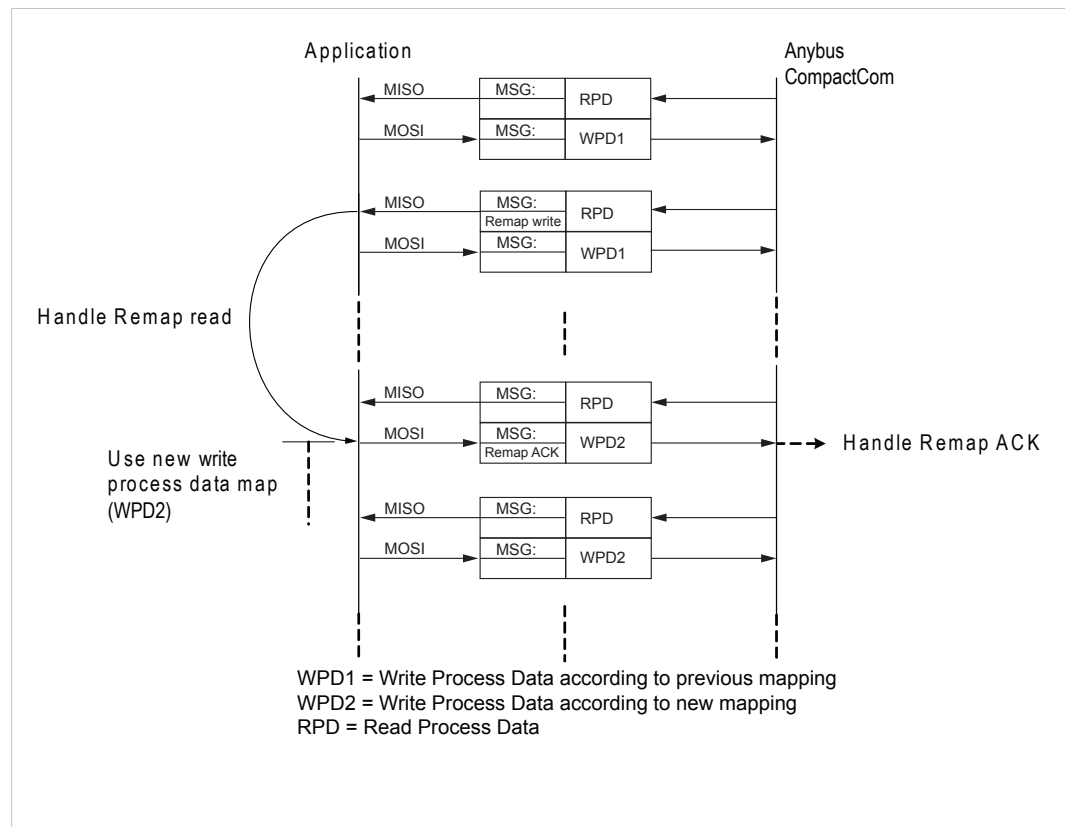 Application
Anybus
CompactCom
MISO
MSG:
RPD
MOSI
MSG:
WPD1
MISO
MSG:
Remap write
RPD
MOSI
MSG:
WPD1
Handle Remap read
MISO
MSG:
RPD
MOSI
MSG:
Remap ACK
WPD2
Handle Remap ACK
Use new write
process data map
(WPD2)
MISO
MSG:
RPD
MOSI
MSG:
WPD2
WPD1 = Write Process Data according to previous mapping
WPD2 = Write Process Data according to new mapping
RPD = Read Process Data